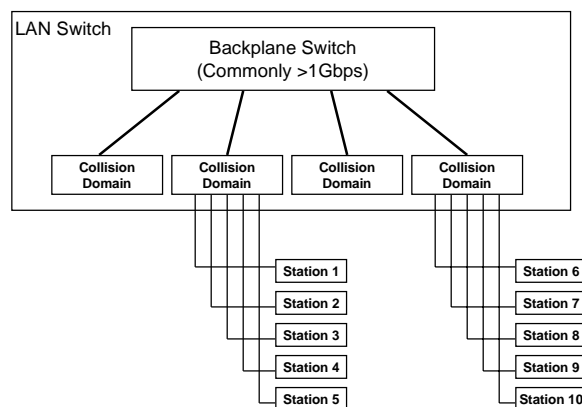 LAN Switch
Backplane Switch
(Commonly >1Gbps)
Collision
Domain
Collision
Domain
Collision
Domain
Collision
Domain
Station 1
Station 2
Station 3
Station 4
Station 5
Station 6
Station 7
Station 8
Station 9
Station 10